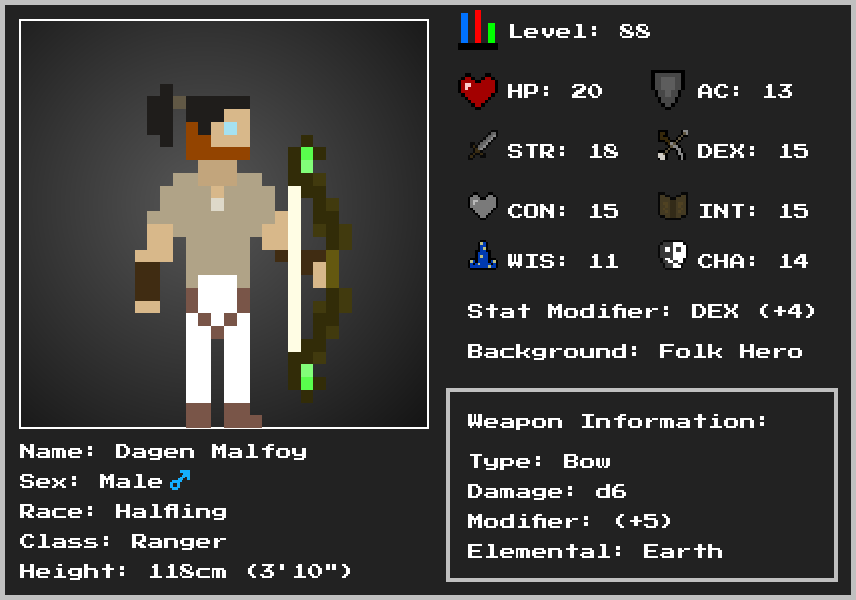 Level: 88
HP: 20 AC: 13
STR: 18 DEX: 15
CON: 15 INT: 15
WIS: 11 CHA: 14
Stat Modifier: DEX (+4)
Background: Folk Hero
Name: Dagen Malfoy
Sex: Male ♂
Race: Halfling
Class: Ranger
Height: 118cm (3'10")
Weapon Information:
Type: Bow
Damage: d6
Modifier: (+5)
Elemental: Earth